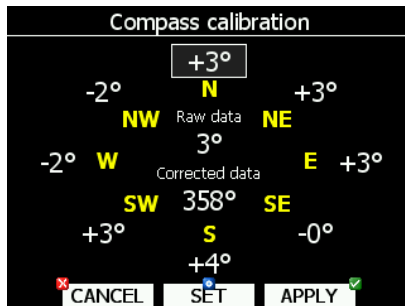 Compass calibration
+3°
-2° N +3°
NW Raw data NE
3°
-2° W E +3°
Corrected data
SW 358° SE
+3° S -0°
+4°
CANCEL SET APPLY